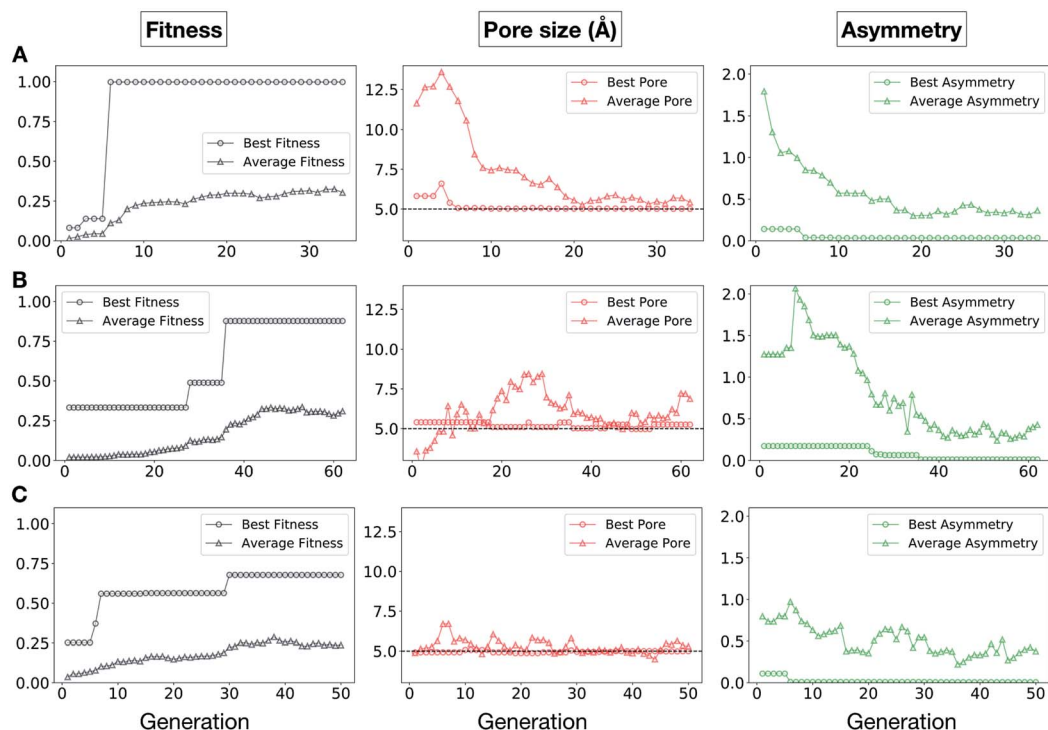 Fitness
Pore size (Å)
Asymmetry
A
1.00
0.75
0.50
0.25
0.00
Best Fitness
Average Fitness
0 10 20 30
12.5
10.0
7.5
5.0
Best Pore
Average Pore
0 10 20 30
2.0
1.5
1.0
0.5
0.0
Best Asymmetry
Average Asymmetry
0 10 20 30
B
1.00
0.75
0.50
0.25
0.00
Best Fitness
Average Fitness
0 20 40 60
12.5
10.0
7.5
5.0
Best Pore
Average Pore
0 20 40 60
2.0
1.5
1.0
0.5
0.0
Best Asymmetry
Average Asymmetry
0 20 40 60
C
1.00
0.75
0.50
0.25
0.00
Best Fitness
Average Fitness
0 10 20 30 40 50
Generation
12.5
10.0
7.5
5.0
Best Pore
Average Pore
0 10 20 30 40 50
Generation
2.0
1.5
1.0
0.5
0.0
Best Asymmetry
Average Asymmetry
0 10 20 30 40 50
Generation